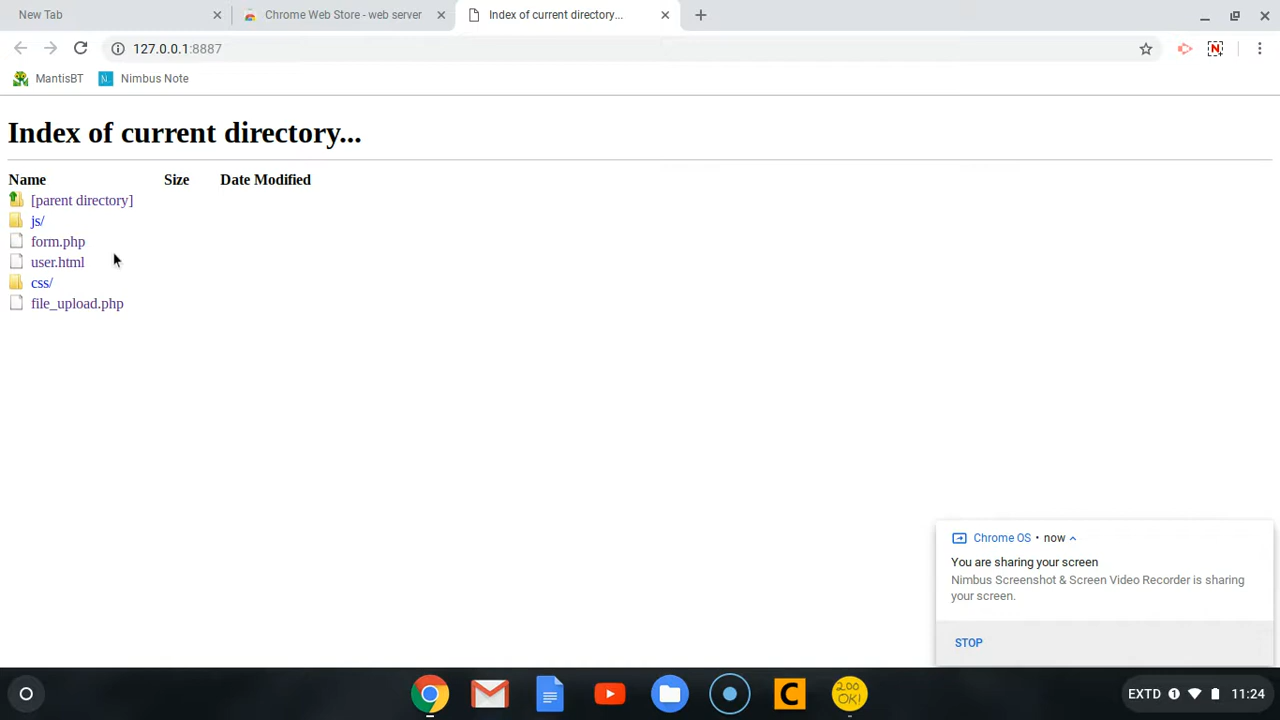 New Tab
Chrome Web Store - web server
Index of current directory...
127.0.0.1:8887
MantisBT
Nimbus Note
Index of current directory...
Name Size Date Modified
[parent directory]
js/
form.php
user.html
css/
file_upload.php
Chrome OS • now
You are sharing your screen
Nimbus Screenshot & Screen Video Recorder is sharing
your screen.
STOP
200
OK!
EXTD 1 11:24